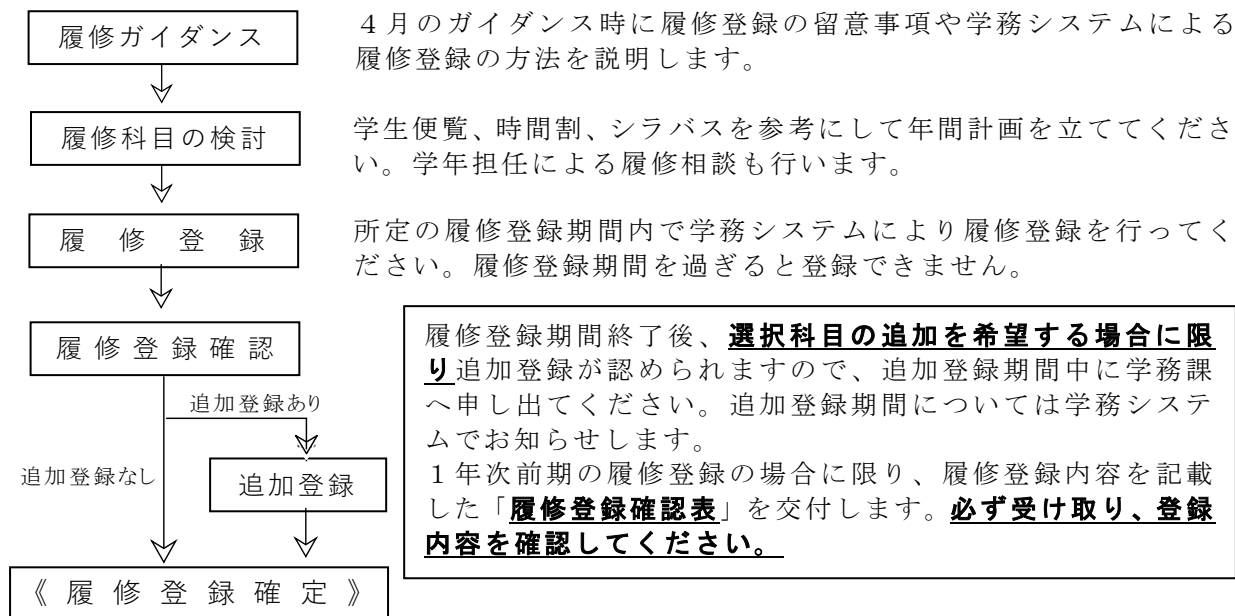 履修ガイダンス
４月のガイダンス時に履修登録の留意事項や学務システムによる
履修登録の方法を説明します。
履修科目の検討
学生便覧、時間割、シラバスを参考にして年間計画を立ててくださ
い。学年担任による履修相談も行います。
履修登録
所定の履修登録期間内で学務システムにより履修登録を行ってく
ださい。履修登録期間を過ぎると登録できません。
履修登録確認
履修登録期間終了後、選択科目の追加を希望する場合に限
り追加登録が認められますので、追加登録期間中に学務課
へ申し出てください。追加登録期間については学務システ
ムでお知らせします。
１年次前期の履修登録の場合に限り、履修登録内容を記載
した「履修登録確認表」を交付します。必ず受け取り、登録
内容を確認してください。
追加登録あり
追加登録なし
追加登録
《履修登録確定》